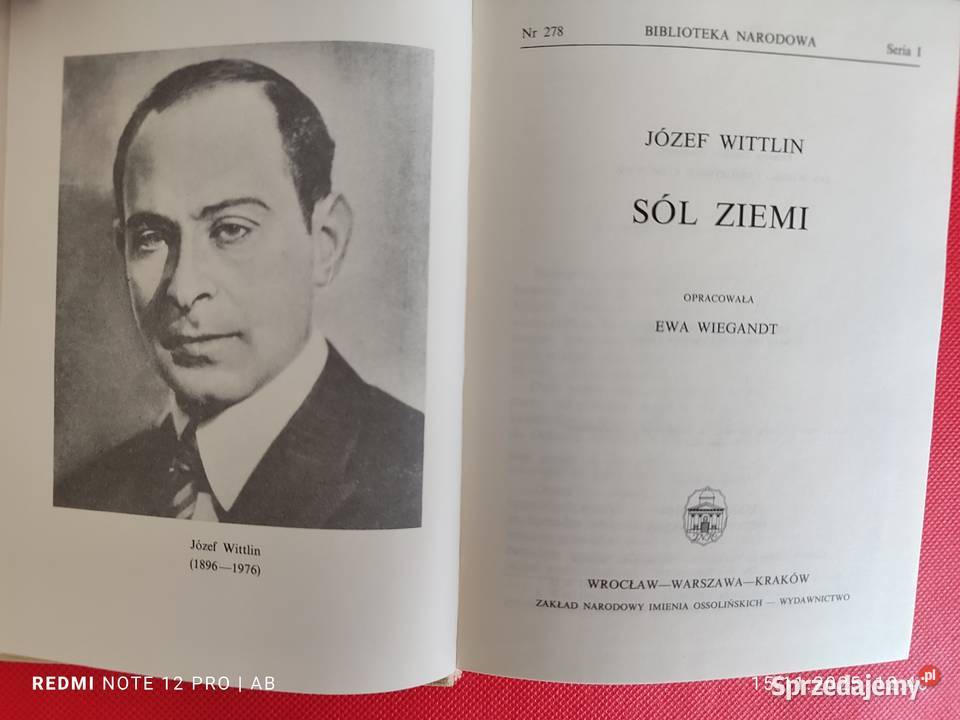 Józef Wittlin
(1896—1976)
Nr 278 BIBLIOTEKA NARODOWA Seria I
JÓZEF WITTLIN
SÓL ZIEMI
OPRACOWAŁA
EWA WIEGANDT
WROCŁAW—WARSZAWA—KRAKÓW
ZAKŁAD NARODOWY IMIENIA OSSOLIŃSKICH — WYDAWNICTWO
REDMI NOTE 12 PRO | AB
Sprzedajemy.pl